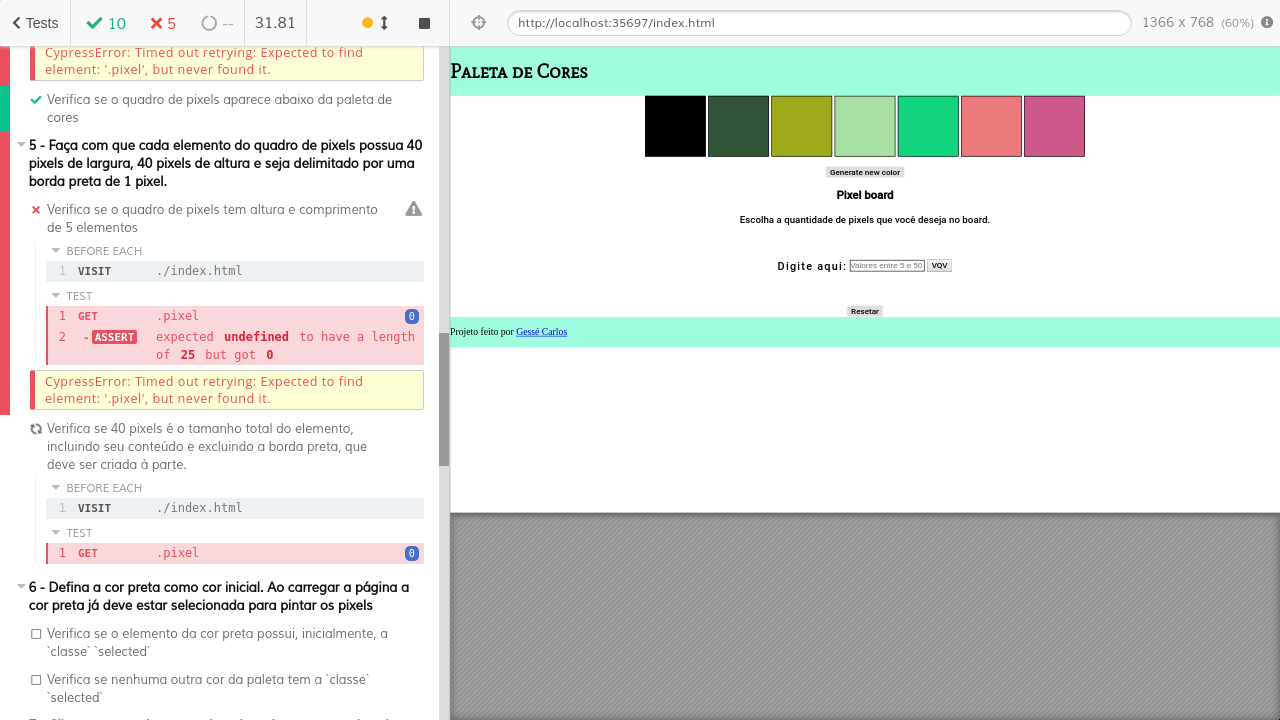 Tests
10
5
--
31.81
http://localhost:35697/index.html
1366 x 768 (60%)
CypressError: Timed out retrying: Expected to find
element: '.pixel', but never found it.
Verifica se o quadro de pixels aparece abaixo da paleta de
cores
5 - Faça com que cada elemento do quadro de pixels possua 40
pixels de largura, 40 pixels de altura e seja delimitado por uma
borda preta de 1 pixel.
Verifica se o quadro de pixels tem altura e comprimento
de 5 elementos
BEFORE EACH
1 VISIT ./index.html
TEST
1 GET .pixel 0
2 -ASSERT expected undefined to have a length
of 25 but got 0
CypressError: Timed out retrying: Expected to find
element: '.pixel', but never found it.
Verifica se 40 pixels é o tamanho total do elemento,
incluindo seu conteúdo e excluindo a borda preta, que
deve ser criada à parte.
BEFORE EACH
1 VISIT ./index.html
TEST
1 GET .pixel 0
6 - Defina a cor preta como cor inicial. Ao carregar a página a
cor preta já deve estar selecionada para pintar os pixels
Verifica se o elemento da cor preta possui, inicialmente, a
`classe` `selected`
Verifica se nenhuma outra cor da paleta tem a `classe`
`selected`
Paleta de Cores
Generate new color
Pixel board
Escolha a quantidade de pixels que você deseja no board.
Digite aqui: Valores entre 5 e 50 VQV
Resetar
Projeto feito por Gessé Carlos